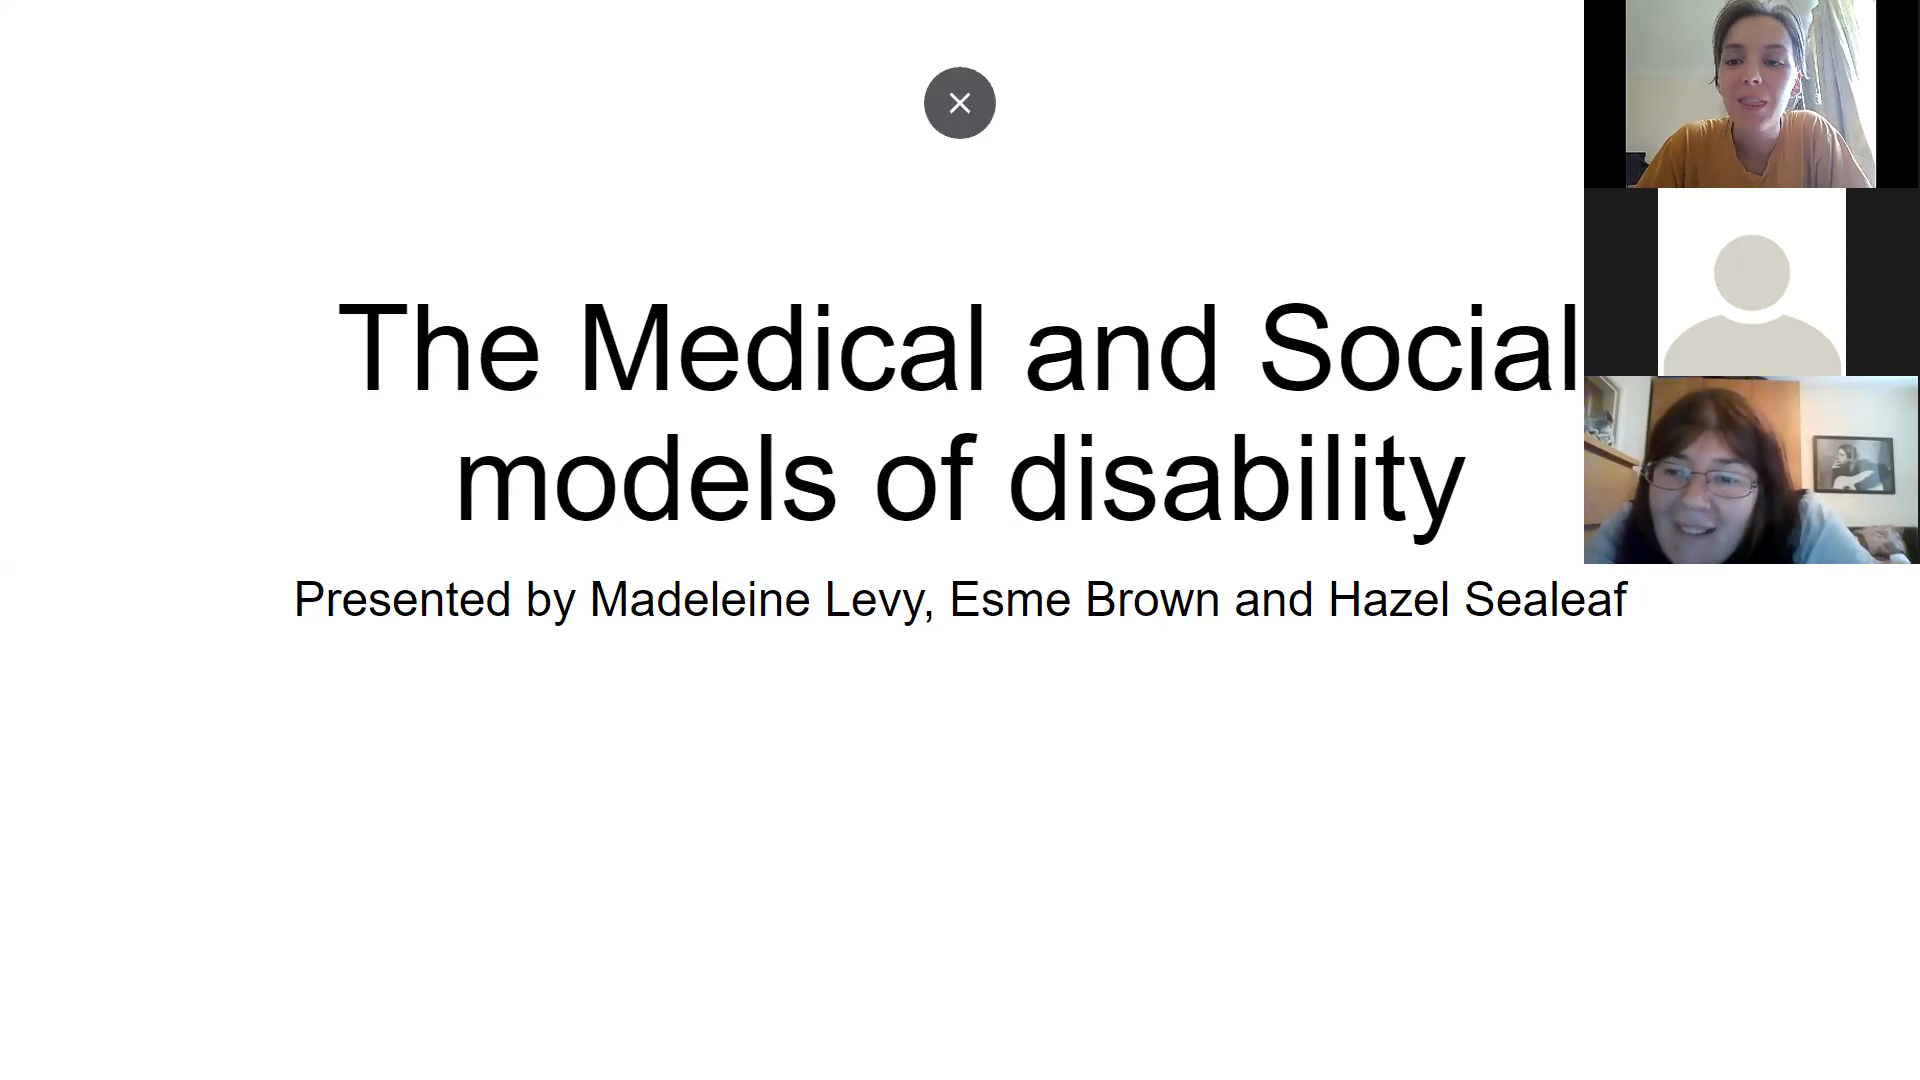 The Medical and Social
models of disability
Presented by Madeleine Levy, Esme Brown and Hazel Sealeaf